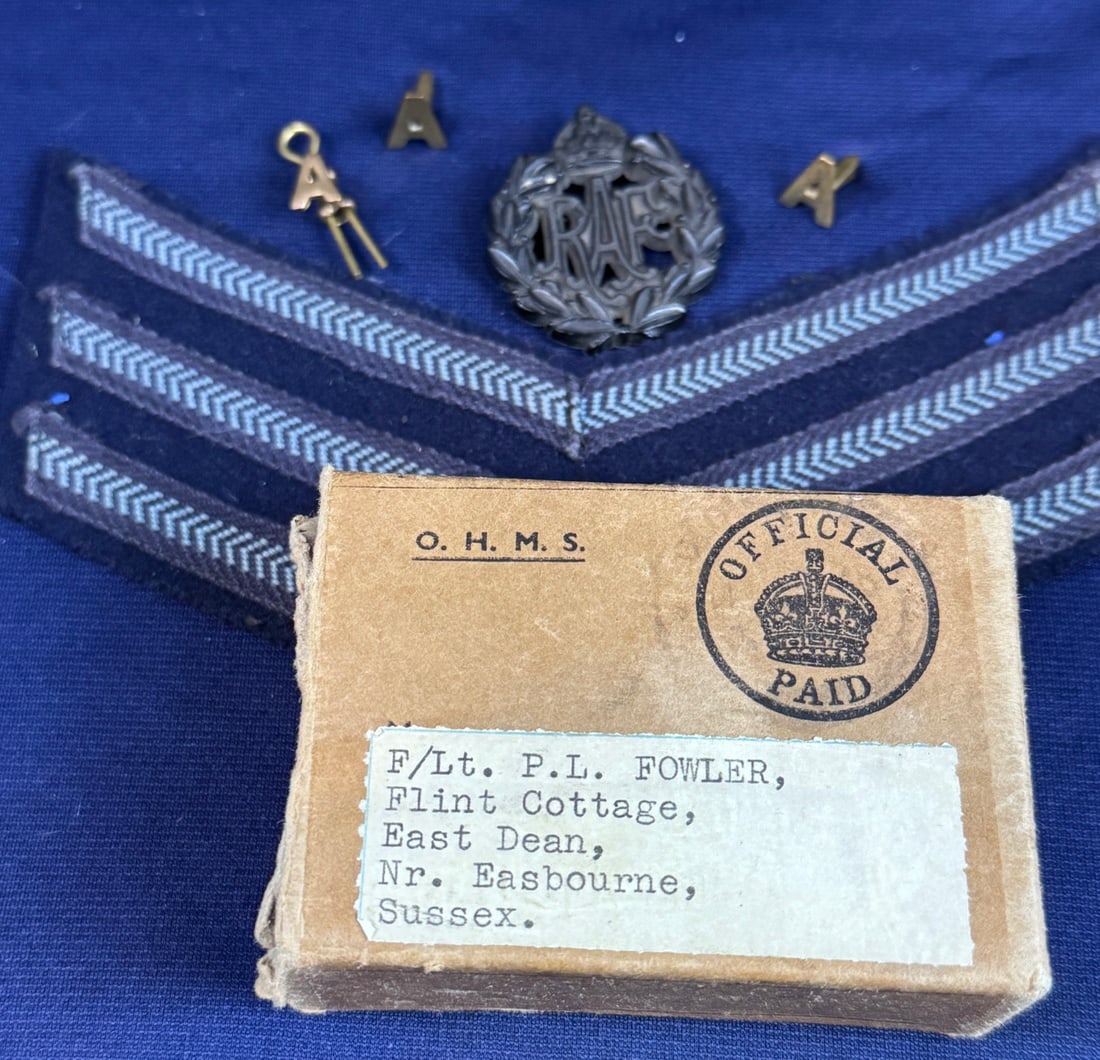 A
A
A
RAF
O. H. M. S.
OFFICIAL
PAID
F/Lt. P.L. FOWLER,
Flint Cottage,
East Dean,
Nr. Easbourne,
Sussex.